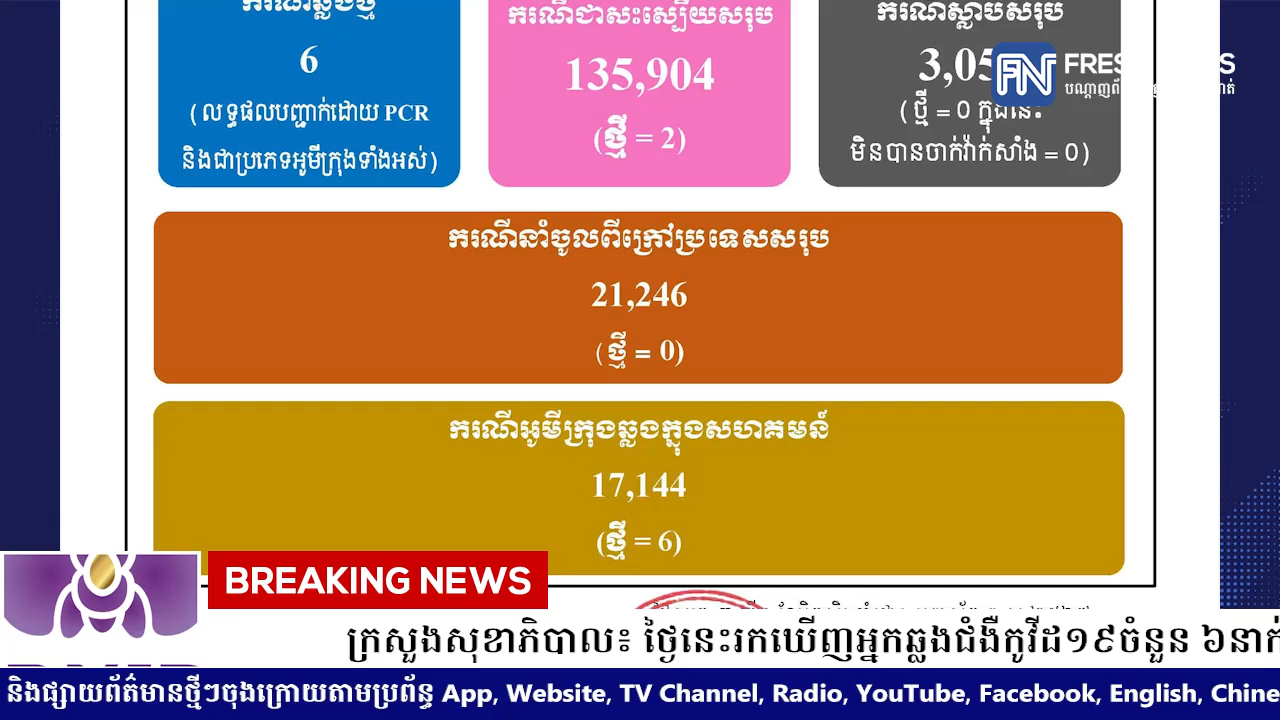 ករណីឆ្លងថ្មី
6
(លទ្ធផលបញ្ជាក់ដោយ PCR
និងជាប្រភេទអូមីក្រុងទាំងអស់)
ករណីជាសះស្បើយសរុប
135,904
(ថ្មី = 2)
ករណីស្លាប់សរុប
(ថ្មី = 0 ក្នុងនេះ
មិនបានចាក់វ៉ាក់សាំង = 0)
ករណីនាំចូលពីក្រៅប្រទេសសរុប
21,246
(ថ្មី = 0)
ករណីអូមីក្រុងឆ្លងក្នុងសហគមន៍
17,144
(ថ្មី = 6)
BREAKING NEWS
ក្រសួងសុខាភិបាល៖ ថ្ងៃនេះរកឃើញអ្នកឆ្លងជំងឺកូវីដ១៩ចំនួន ៦នាក់
និងផ្សាយព័ត៌មានថ្មីៗចុងក្រោយតាមប្រព័ន្ធ App, Website, TV Channel, Radio, YouTube, Facebook, English, Chine